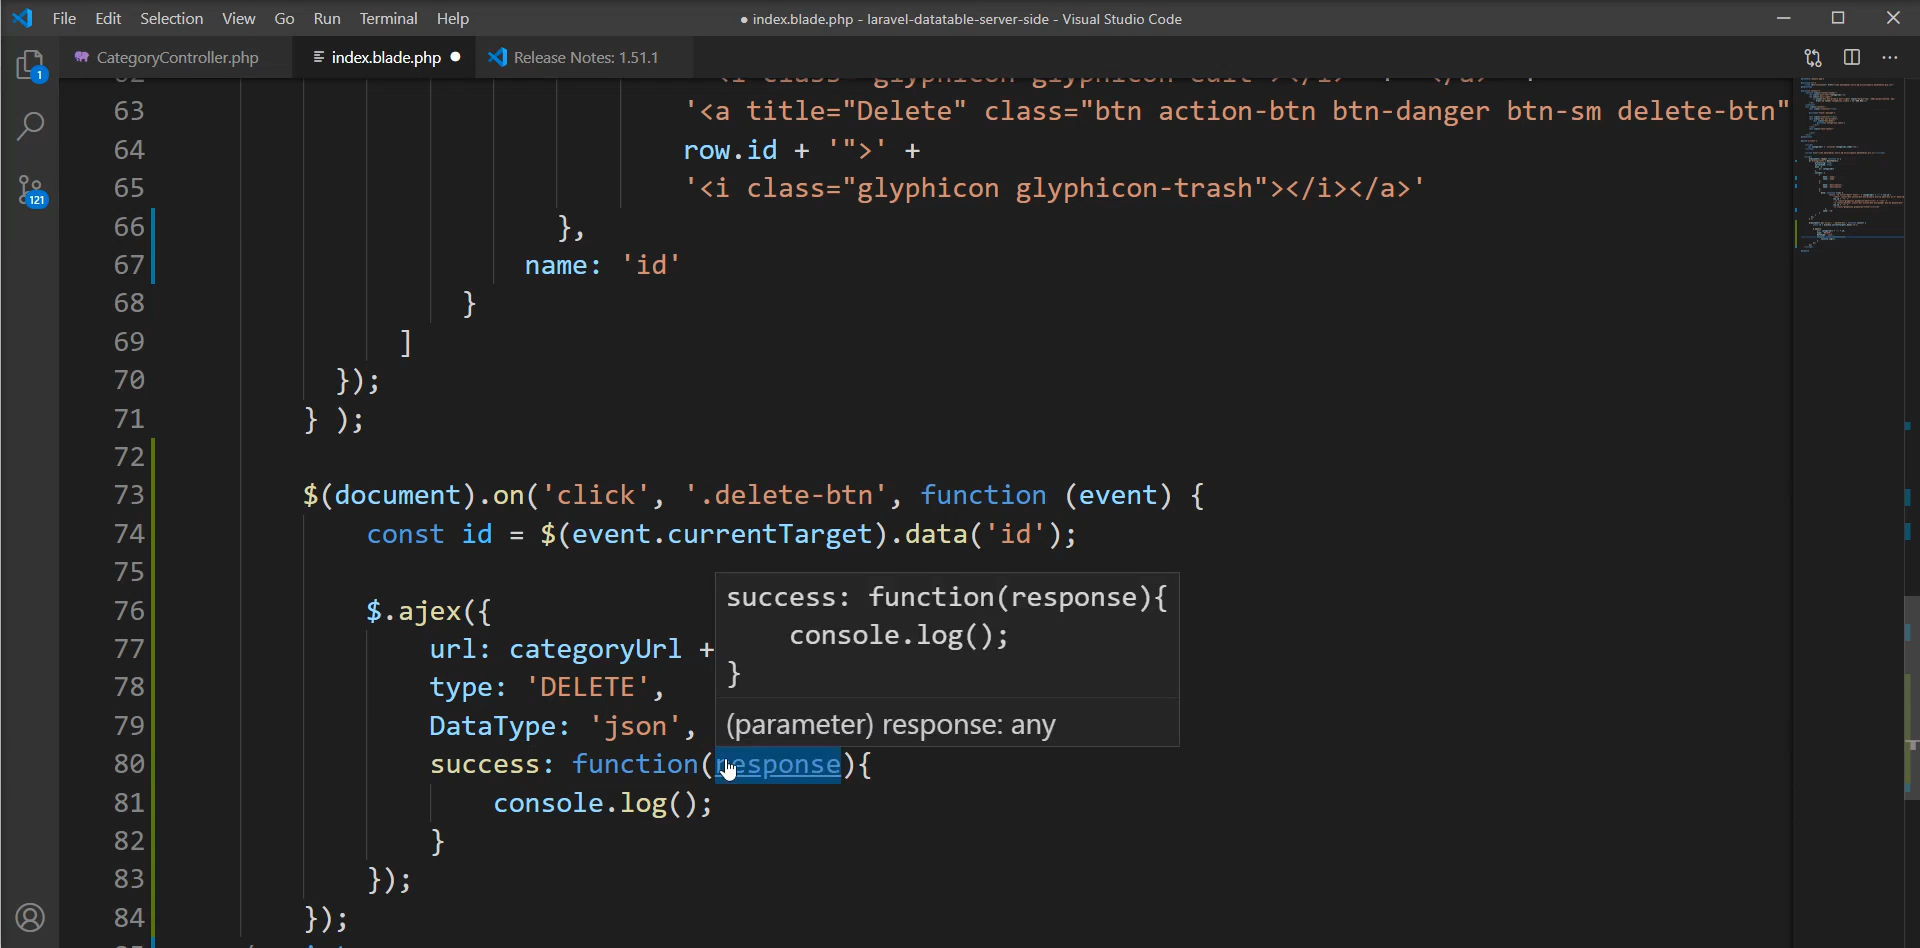 File Edit Selection View Go Run Terminal Help
● index.blade.php - laravel-datatable-server-side - Visual Studio Code
CategoryController.php
index.blade.php ●
Release Notes: 1.51.1
1
121
63 '<a title="Delete" class="btn action-btn btn-danger btn-sm delete-btn"
64 row.id + '">' +
65 '<i class="glyphicon glyphicon-trash"></i></a>'
66 },
67 name: 'id'
68 }
69 ]
70 });
71 } );
72
73 $(document).on('click', '.delete-btn', function (event) {
74 const id = $(event.currentTarget).data('id');
75
76 $.ajex({
77 url: categoryUrl +
78 type: 'DELETE',
79 DataType: 'json',
80 success: function(response){
81 console.log();
82 }
83 });
84 });
success: function(response){
console.log();
}
(parameter) response: any